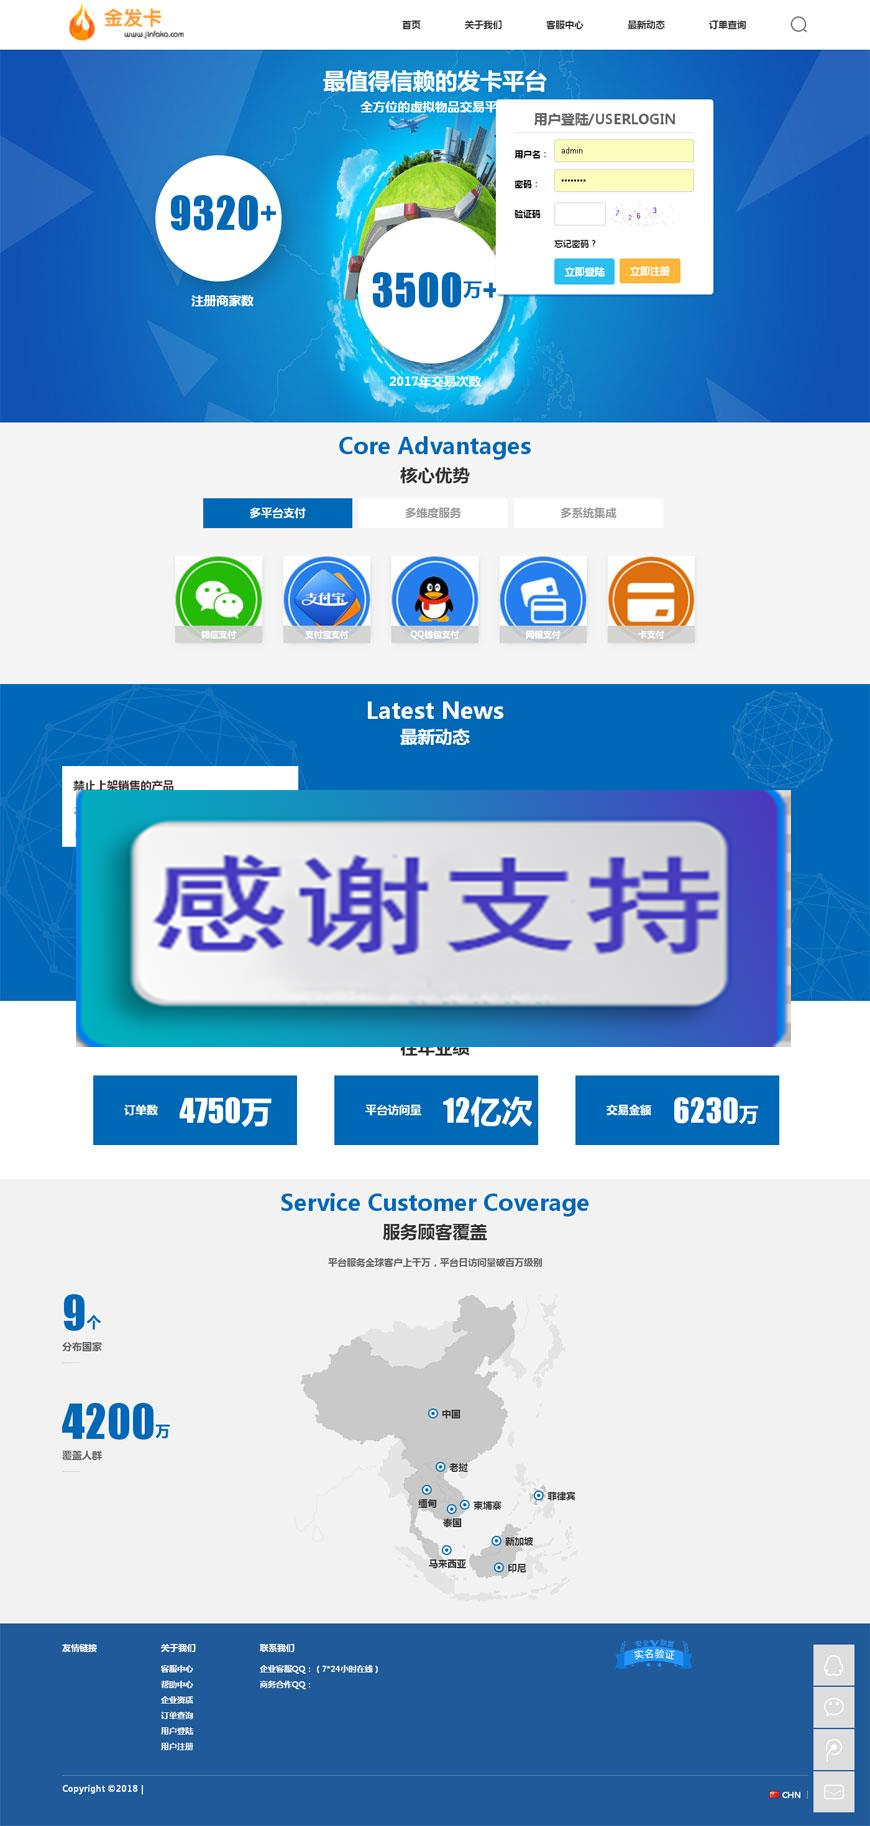 金发卡
www.jinfaka.com
首页 关于我们 客服中心 最新动态 订单查询
最值得信赖的发卡平台
全方位的虚拟物品交易平
用户登陆/USERLOGIN
用户名： admin
密码： ••••••••
验证码 7 2 6 3
忘记密码？
立即登陆 立即注册
9320+
注册商家数
3500万+
2017年交易次数
Core Advantages
核心优势
多平台支付 多维度服务 多系统集成
支付宝
微信支付 支付宝支付 QQ钱包支付 网银支付 卡支付
Latest News
最新动态
禁止上架销售的产品
感谢支持
往年业绩
订单数 4750万 平台访问量 12亿次 交易金额 6230万
Service Customer Coverage
服务顾客覆盖
平台服务全球客户上千万，平台日访问量破百万级别
9个
分布国家
4200万
覆盖人群
中国
老挝
缅甸
柬埔寨
菲律宾
泰国
新加坡
马来西亚
印尼
友情链接 关于我们 联系我们
客服中心 企业客服QQ：（7*24小时在线）
帮助中心 商务合作QQ：
企业资质
订单查询
用户登陆
用户注册
安全V联盟
实名验证
Copyright ©2018 |
CHN |